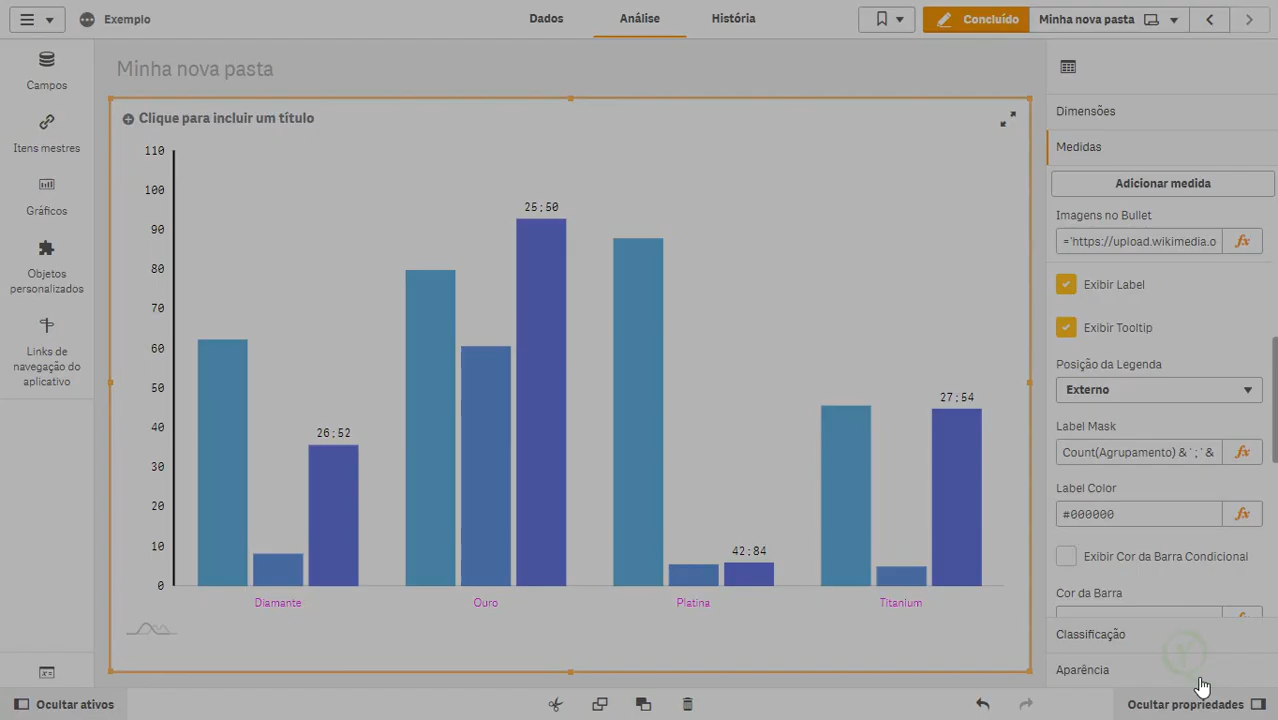 Exemplo
Dados
Análise
História
Concluído
Minha nova pasta
Campos
Itens mestres
Gráficos
Objetos
personalizados
Links de
navegação do
aplicativo
Minha nova pasta
Clique para incluir um título
110
100
90
80
70
60
50
40
30
20
10
0
26;52
25;50
42;84
27;54
Diamante
Ouro
Platina
Titanium
Dimensões
Medidas
Adicionar medida
Imagens no Bullet
='https://upload.wikimedia.o
fx
Exibir Label
Exibir Tooltip
Posição da Legenda
Externo
Label Mask
Count(Agrupamento) & ';' &
fx
Label Color
#000000
fx
Exibir Cor da Barra Condicional
Cor da Barra
Classificação
Aparência
Ocultar ativos
Ocultar propriedades